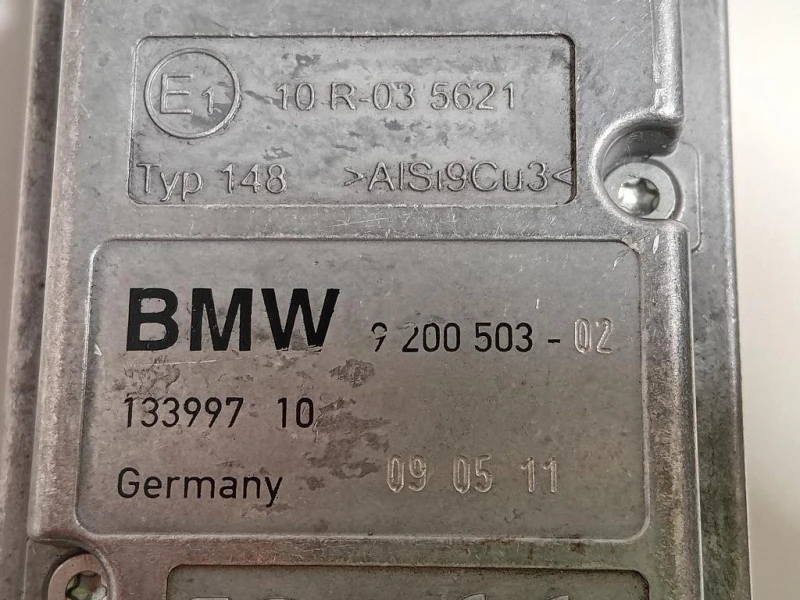 E1 10 R-03 5621
Typ 148 >AlSi9Cu3<
BMW 9 200 503 - 02
133997 10
Germany 09 05 11